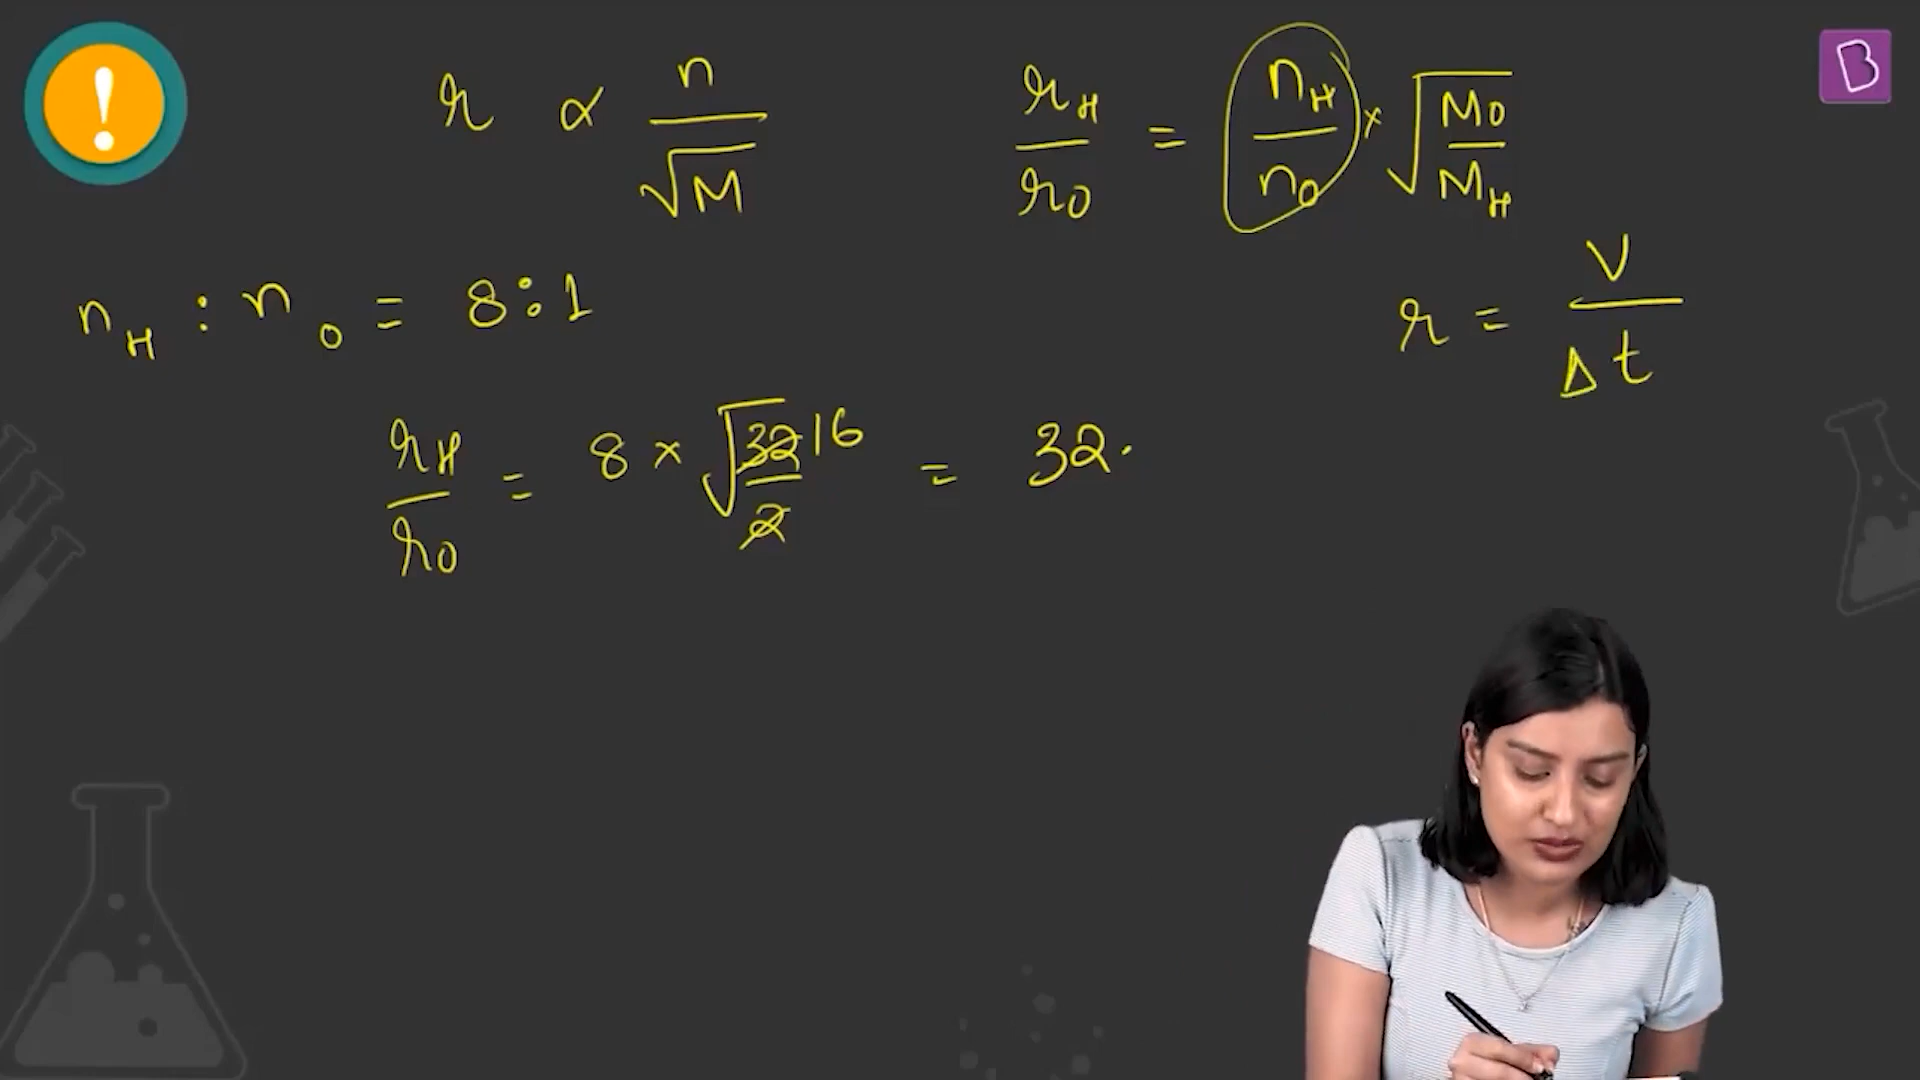 !
B
r ∝ n/√M
r_H/r_O = n_H/n_O × √(M_O/M_H)
n_H : n_O = 8:1
r = V/Δt
r_H/r_O = 8 × √(32/2) 16 = 32.